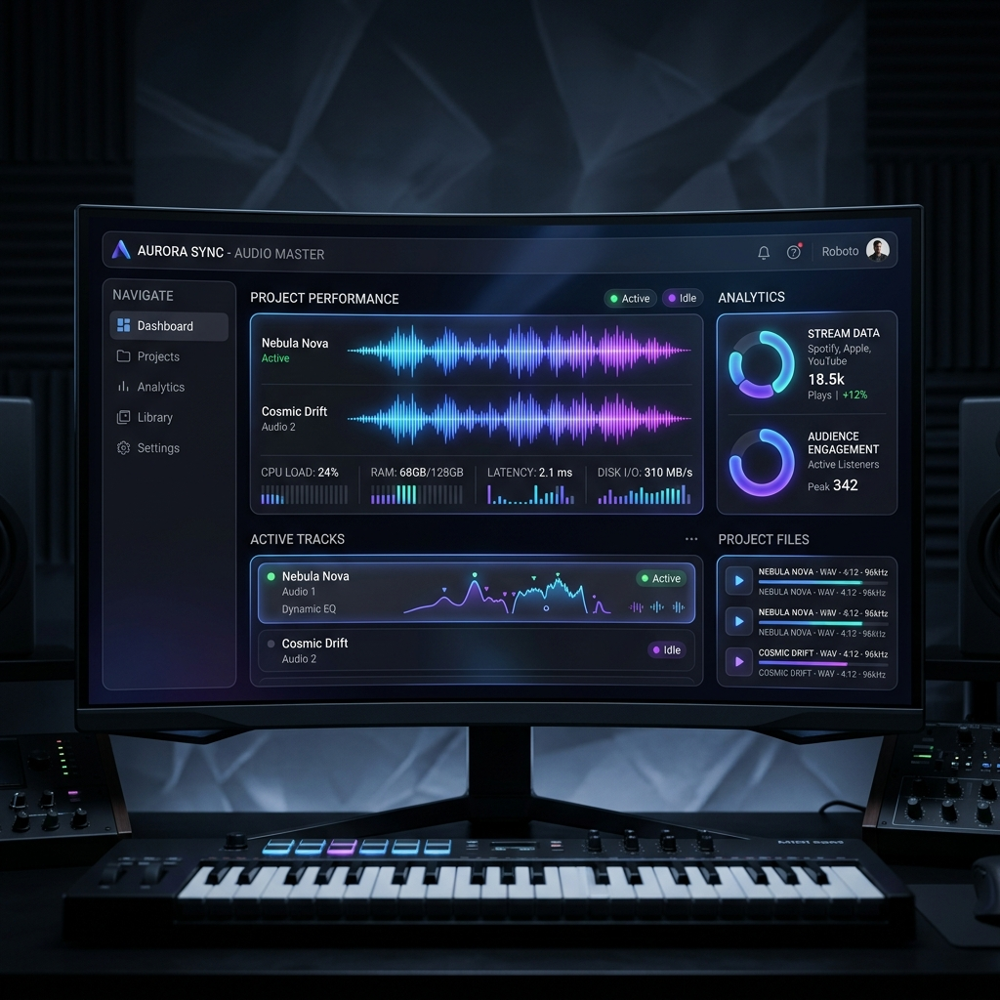 AURORA SYNC - AUDIO MASTER
Roboto
NAVIGATE
Dashboard
Projects
Analytics
Library
Settings
PROJECT PERFORMANCE
Active
Idle
Nebula Nova
Active
Cosmic Drift
Audio 2
CPU LOAD: 24%
RAM: 68GB/128GB
LATENCY: 2.1 ms
DISK I/O: 310 MB/s
ANALYTICS
STREAM DATA
Spotify, Apple,
YouTube
18.5k
Plays | +12%
AUDIENCE
ENGAGEMENT
Active Listeners
Peak 342
ACTIVE TRACKS
Nebula Nova
Audio 1
Dynamic EQ
Active
Cosmic Drift
Audio 2
Idle
PROJECT FILES
NEBULA NOVA · WAV · 4:12 · 96kHz
NEBULA NOVA · WAV · 4.12 · 96kHz
NEBULA NOVA · WAV · 4:12 · 96kHz
NEBULA NOVA · WAV · 4.12 · 96kHz
COSMIC DRIFT · WAV · 4:12 · 96kHz
COSMIC DRIFT · WAV · 4.12 · 96kHz